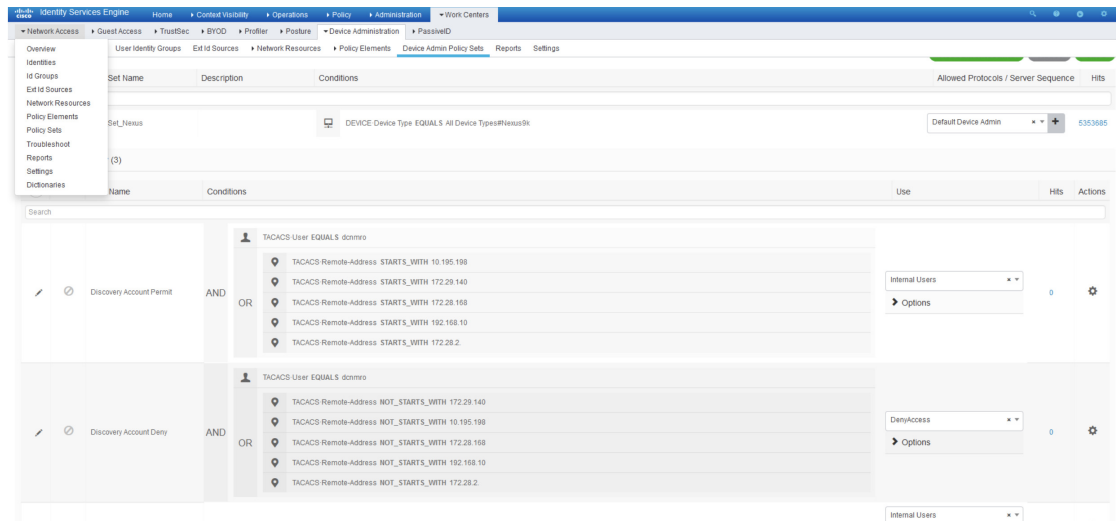 cisco Identity Services Engine Home Context Visibility Operations Policy Administration Work Centers
Network Access Guest Access TrustSec BYOD Profiler Posture Device Administration PassiveID
Overview User Identity Groups Ext Id Sources Network Resources Policy Elements Device Admin Policy Sets Reports Settings
Identities
Id Groups
Ext Id Sources
Network Resources
Policy Elements
Policy Sets
Troubleshoot
Reports
Settings
Dictionaries
Set Name Description Conditions Allowed Protocols / Server Sequence Hits
Set_Nexus DEVICE·Device Type EQUALS All Device Types#Nexus9k Default Device Admin × + 5353685
(3)
Name Conditions Use Hits Actions
Search
TACACS·User EQUALS dcnmro
TACACS·Remote-Address STARTS_WITH 10.195.198
TACACS·Remote-Address STARTS_WITH 172.29.140
Discovery Account Permit AND OR TACACS·Remote-Address STARTS_WITH 172.28.168 Internal Users × Options 0
TACACS·Remote-Address STARTS_WITH 192.168.10
TACACS·Remote-Address STARTS_WITH 172.28.2.
TACACS·User EQUALS dcnmro
TACACS·Remote-Address NOT_STARTS_WITH 172.29.140
TACACS·Remote-Address NOT_STARTS_WITH 10.195.198
Discovery Account Deny AND OR TACACS·Remote-Address NOT_STARTS_WITH 172.28.168 DenyAccess × Options 0
TACACS·Remote-Address NOT_STARTS_WITH 192.168.10
TACACS·Remote-Address NOT_STARTS_WITH 172.28.2.
Internal Users ×